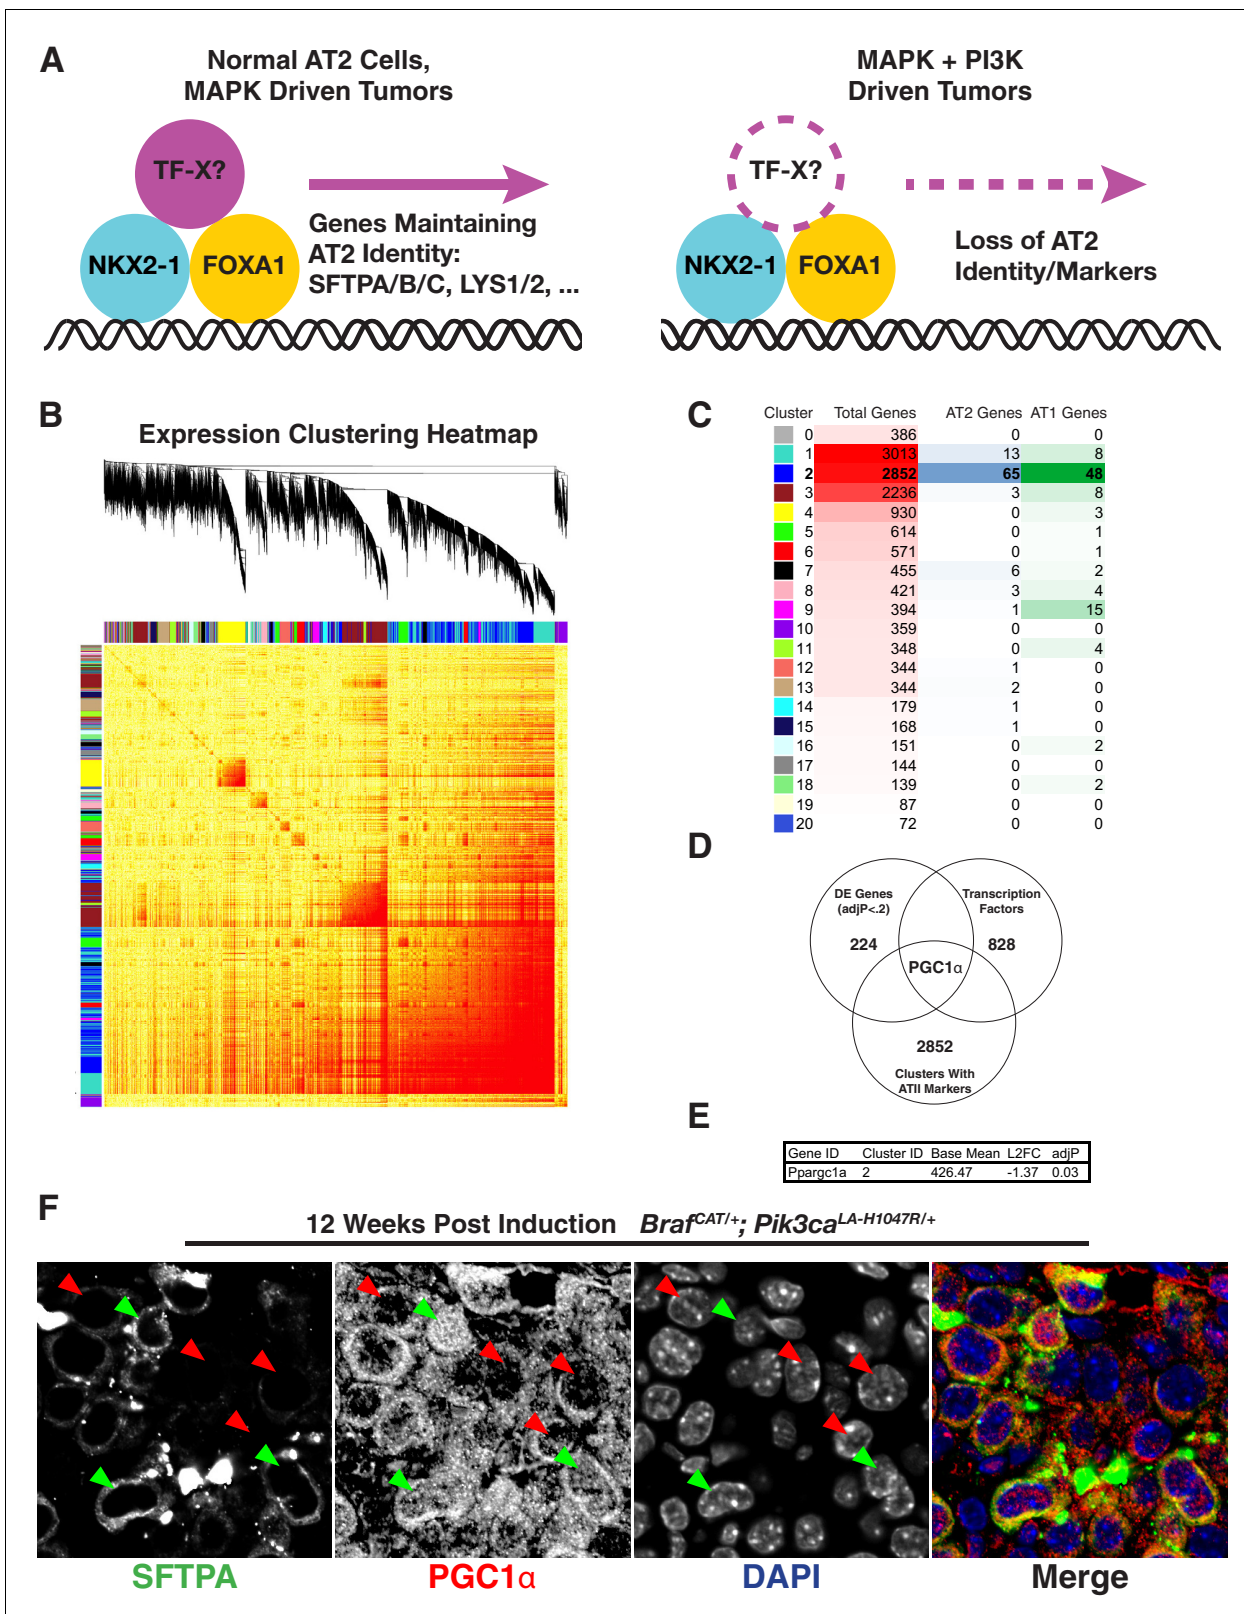 A
Normal AT2 Cells,
MAPK Driven Tumors
TF-X?
NKX2-1
FOXA1
Genes Maintaining
AT2 Identity:
SFTPA/B/C, LYS1/2, ...
MAPK + PI3K
Driven Tumors
TF-X?
NKX2-1
FOXA1
Loss of AT2
Identity/Markers
B
Expression Clustering Heatmap
C
Cluster Total Genes AT2 Genes AT1 Genes
0 386 0 0
1 3013 13 8
2 2852 65 48
3 2236 3 8
4 930 0 3
5 614 0 1
6 571 0 1
7 455 6 2
8 421 3 4
9 394 1 15
10 359 0 0
11 348 0 4
12 344 1 0
13 344 2 0
14 179 1 0
15 168 1 0
16 151 0 2
17 144 0 0
18 139 0 2
19 87 0 0
20 72 0 0
D
DE Genes
(adjP<.2)
224
Transcription
Factors
828
PGC1α
2852
Clusters With
ATII Markers
E
Gene ID Cluster ID Base Mean L2FC adjP
Ppargc1a 2 426.47 -1.37 0.03
F
12 Weeks Post Induction Braf^CAT/+; Pik3ca^LA-H1047R/+
SFTPA
PGC1α
DAPI
Merge